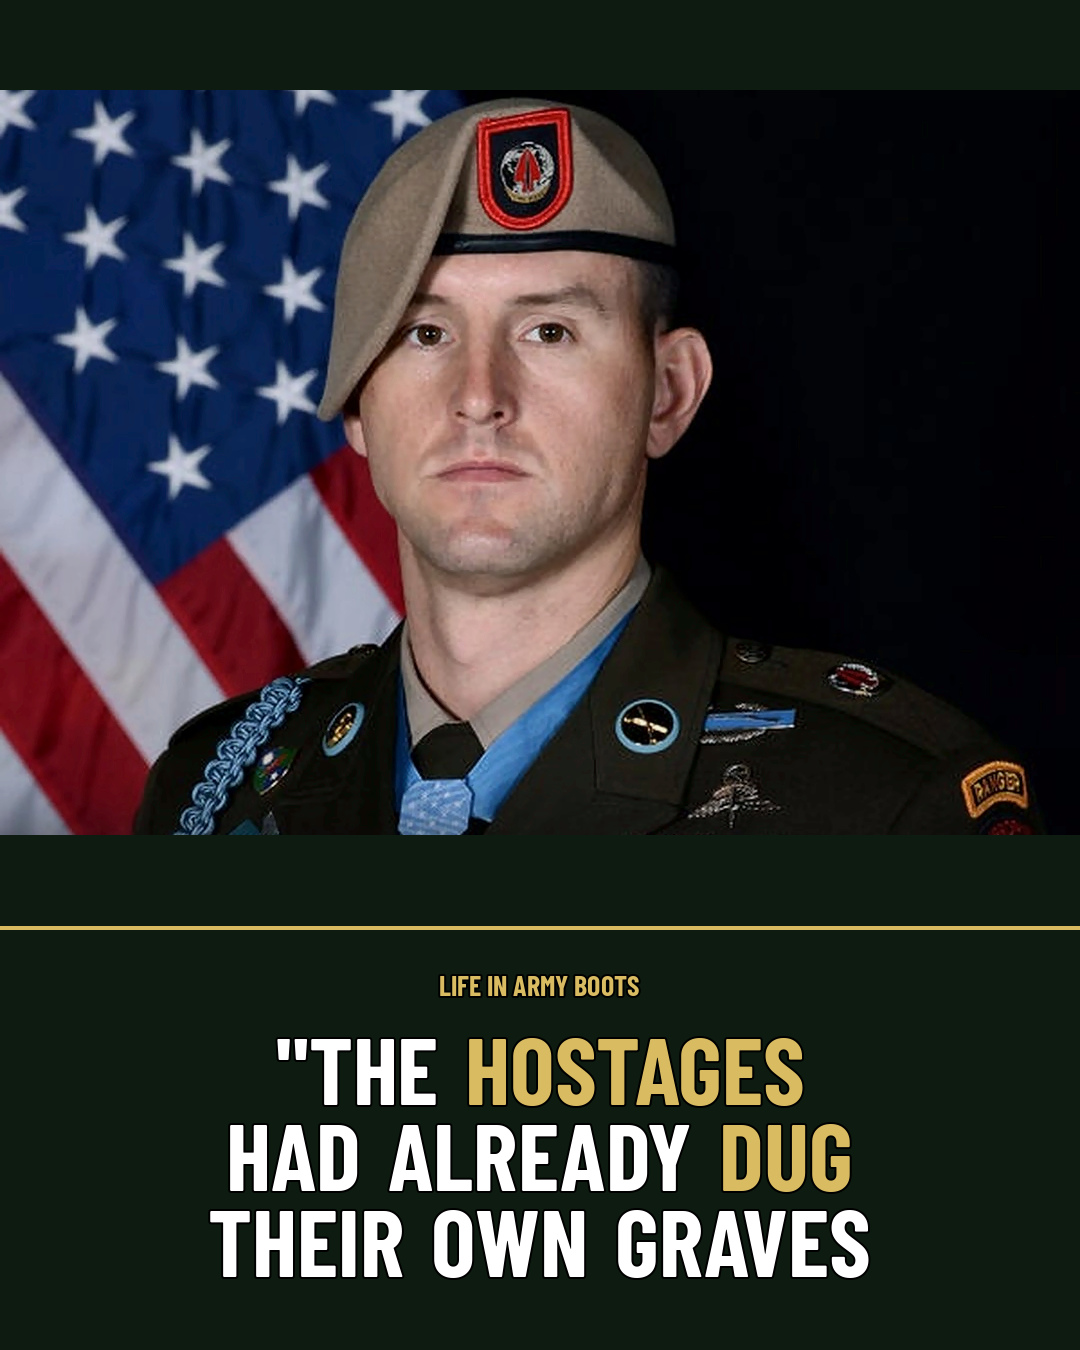 RANGER
LIFE IN ARMY BOOTS
"THE HOSTAGES
HAD ALREADY DUG
THEIR OWN GRAVES